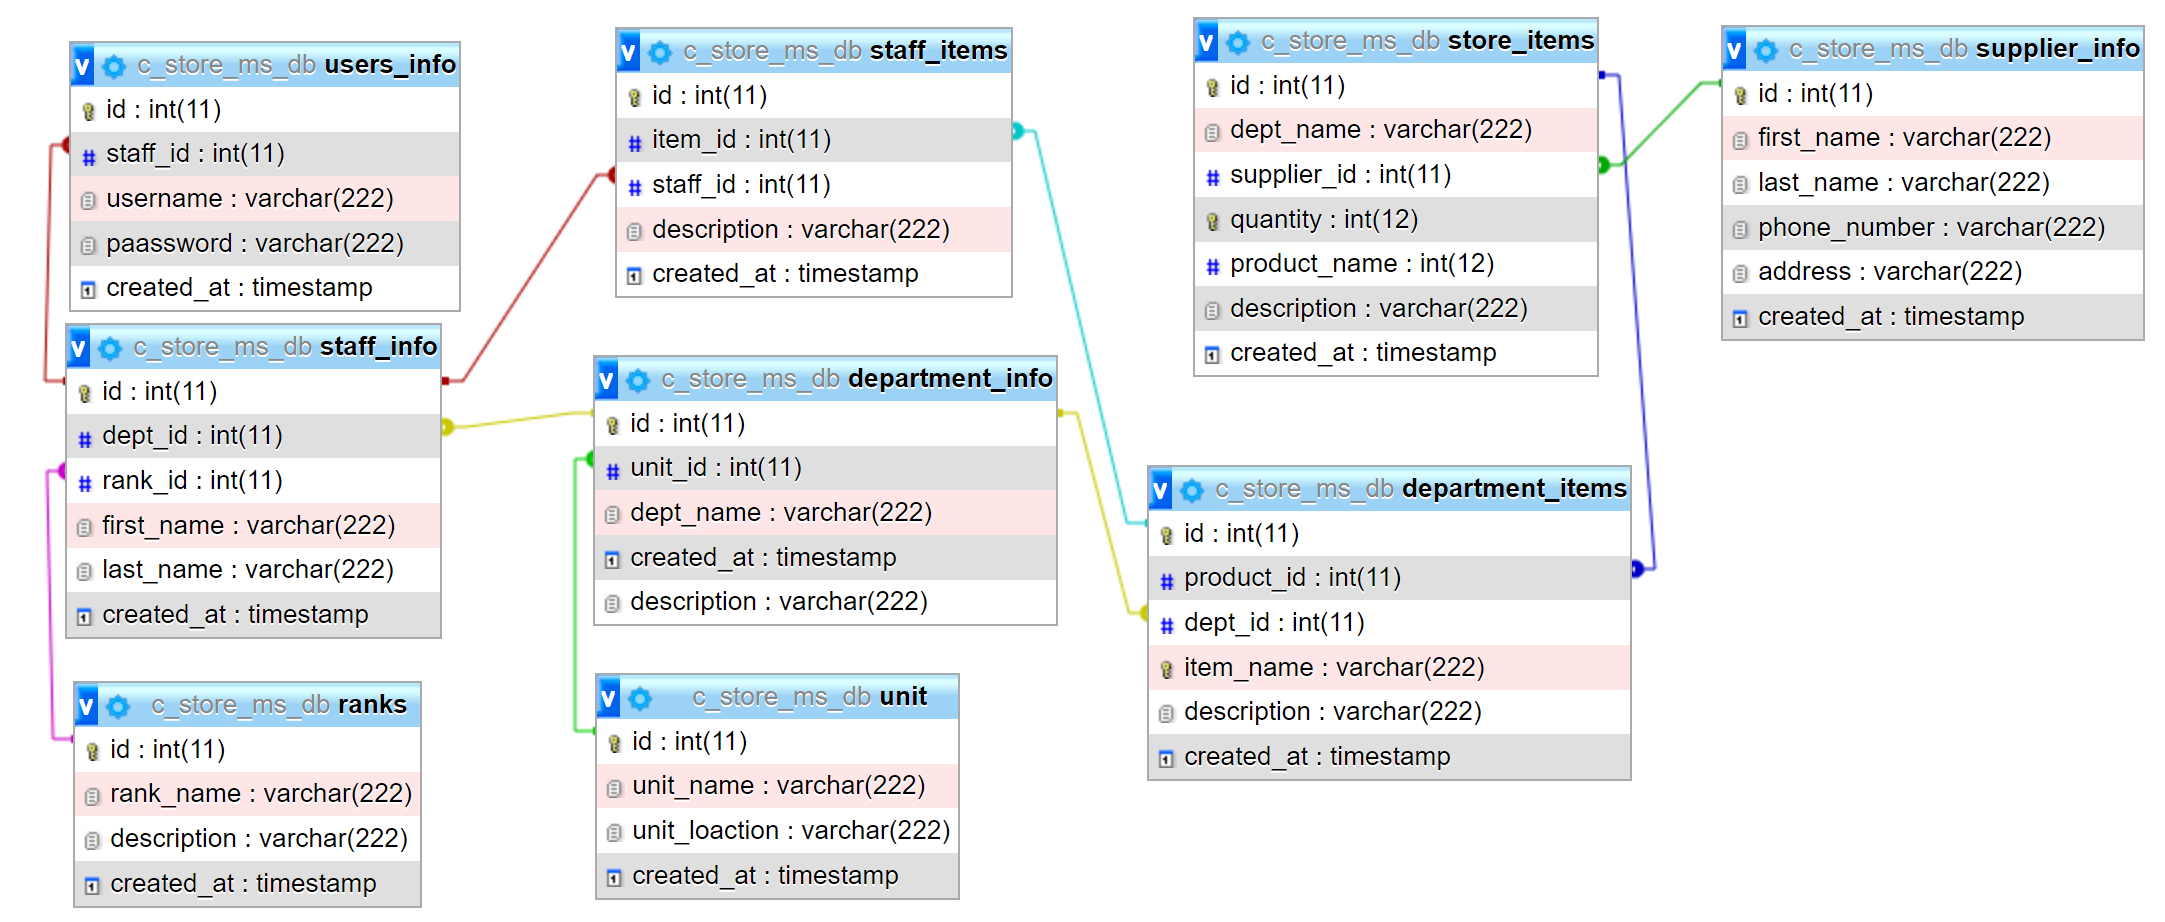 v c_store_ms_db users_info
id : int(11)
# staff_id : int(11)
username : varchar(222)
paassword : varchar(222)
created_at : timestamp
v c_store_ms_db staff_info
id : int(11)
# dept_id : int(11)
# rank_id : int(11)
first_name : varchar(222)
last_name : varchar(222)
created_at : timestamp
v c_store_ms_db ranks
id : int(11)
rank_name : varchar(222)
description : varchar(222)
created_at : timestamp
v c_store_ms_db staff_items
id : int(11)
# item_id : int(11)
# staff_id : int(11)
description : varchar(222)
created_at : timestamp
v c_store_ms_db department_info
id : int(11)
# unit_id : int(11)
dept_name : varchar(222)
created_at : timestamp
description : varchar(222)
v c_store_ms_db unit
id : int(11)
unit_name : varchar(222)
unit_loaction : varchar(222)
created_at : timestamp
v c_store_ms_db store_items
id : int(11)
dept_name : varchar(222)
# supplier_id : int(11)
quantity : int(12)
# product_name : int(12)
description : varchar(222)
created_at : timestamp
v c_store_ms_db department_items
id : int(11)
# product_id : int(11)
# dept_id : int(11)
item_name : varchar(222)
description : varchar(222)
created_at : timestamp
v c_store_ms_db supplier_info
id : int(11)
first_name : varchar(222)
last_name : varchar(222)
phone_number : varchar(222)
address : varchar(222)
created_at : timestamp